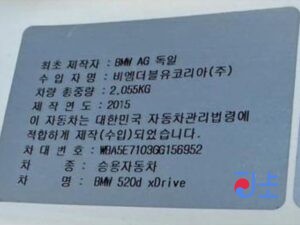 최초 제작자 : BMW AG 독일
수 입 자 명 : 비엠더블유코리아(주)
차량 총중량 : 2,055KG
제 작 연 도 : 2015
이 자동차는 대한민국 자동차관리법령에
적합하게 제작(수입)되었습니다.
차 대 번 호 : WBA5E7103GG156952
차 종 : 승용자동차
차 명 : BMW 520d xDrive